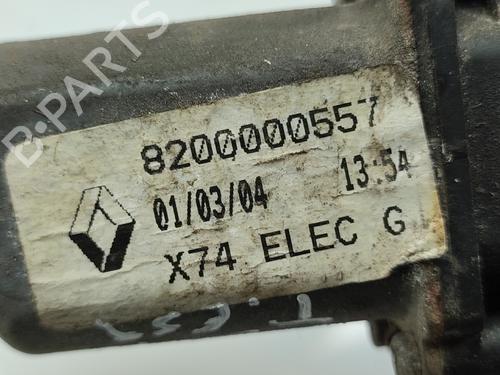 B-PARTS
8200000557
01/03/04 13:54
X74 ELEC G